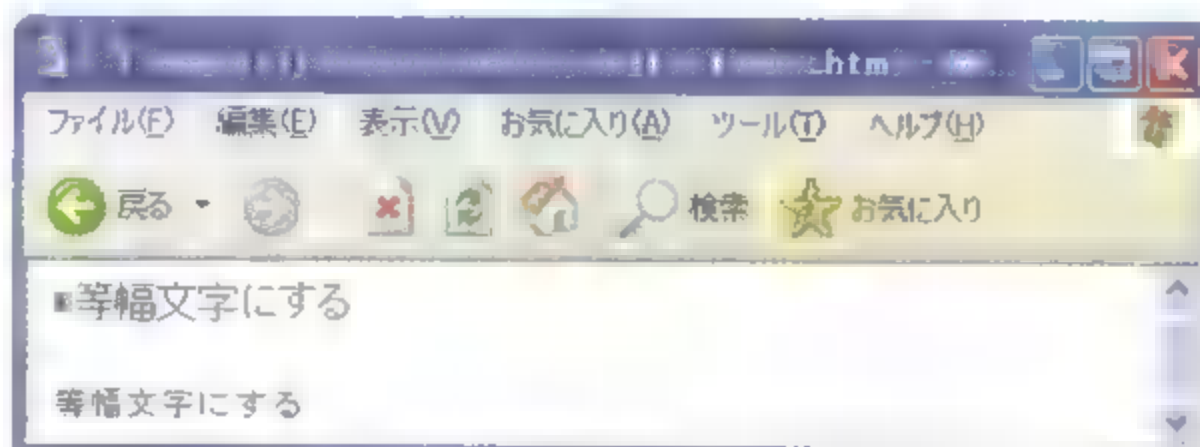 .htm - ...
ファイル(F) 編集(E) 表示(V) お気に入り(A) ツール(T) ヘルプ(H)
戻る 検索 お気に入り
■等幅文字にする
等幅文字にする